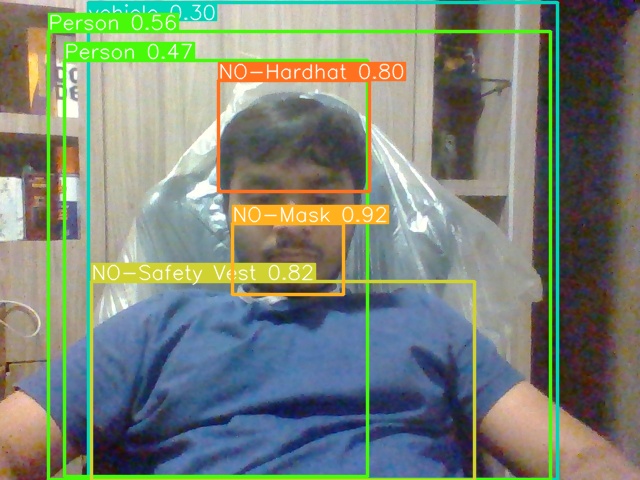 vehicle 0.30
Person 0.56
Person 0.47
NO-Hardhat 0.80
NO-Mask 0.92
NO-Safety Vest 0.82